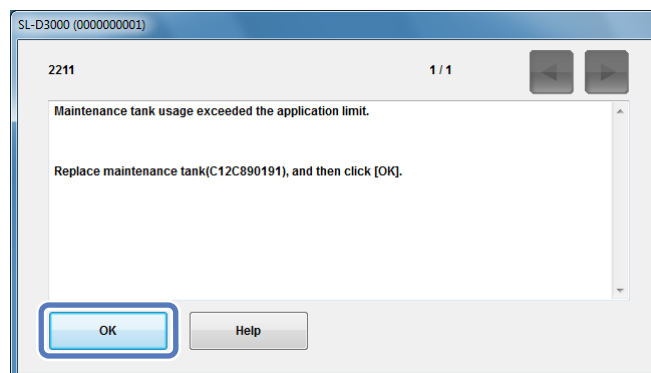 SL-D3000 (0000000001)
2211 1 / 1
Maintenance tank usage exceeded the application limit.
Replace maintenance tank(C12C890191), and then click [OK].
OK Help